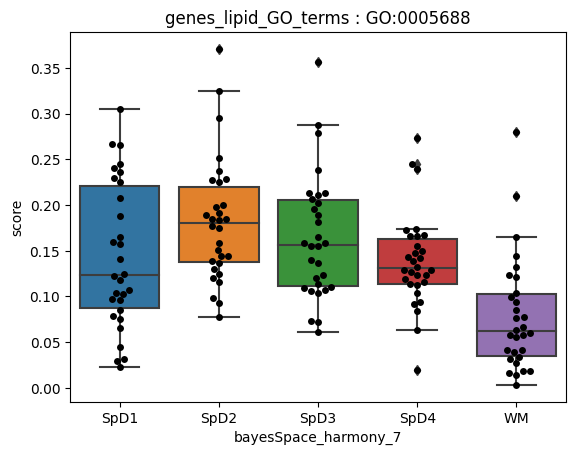 genes_lipid_GO_terms : GO:0005688
score
0.35
0.30
0.25
0.20
0.15
0.10
0.05
0.00
SpD1 SpD2 SpD3 SpD4 WM
bayesSpace_harmony_7